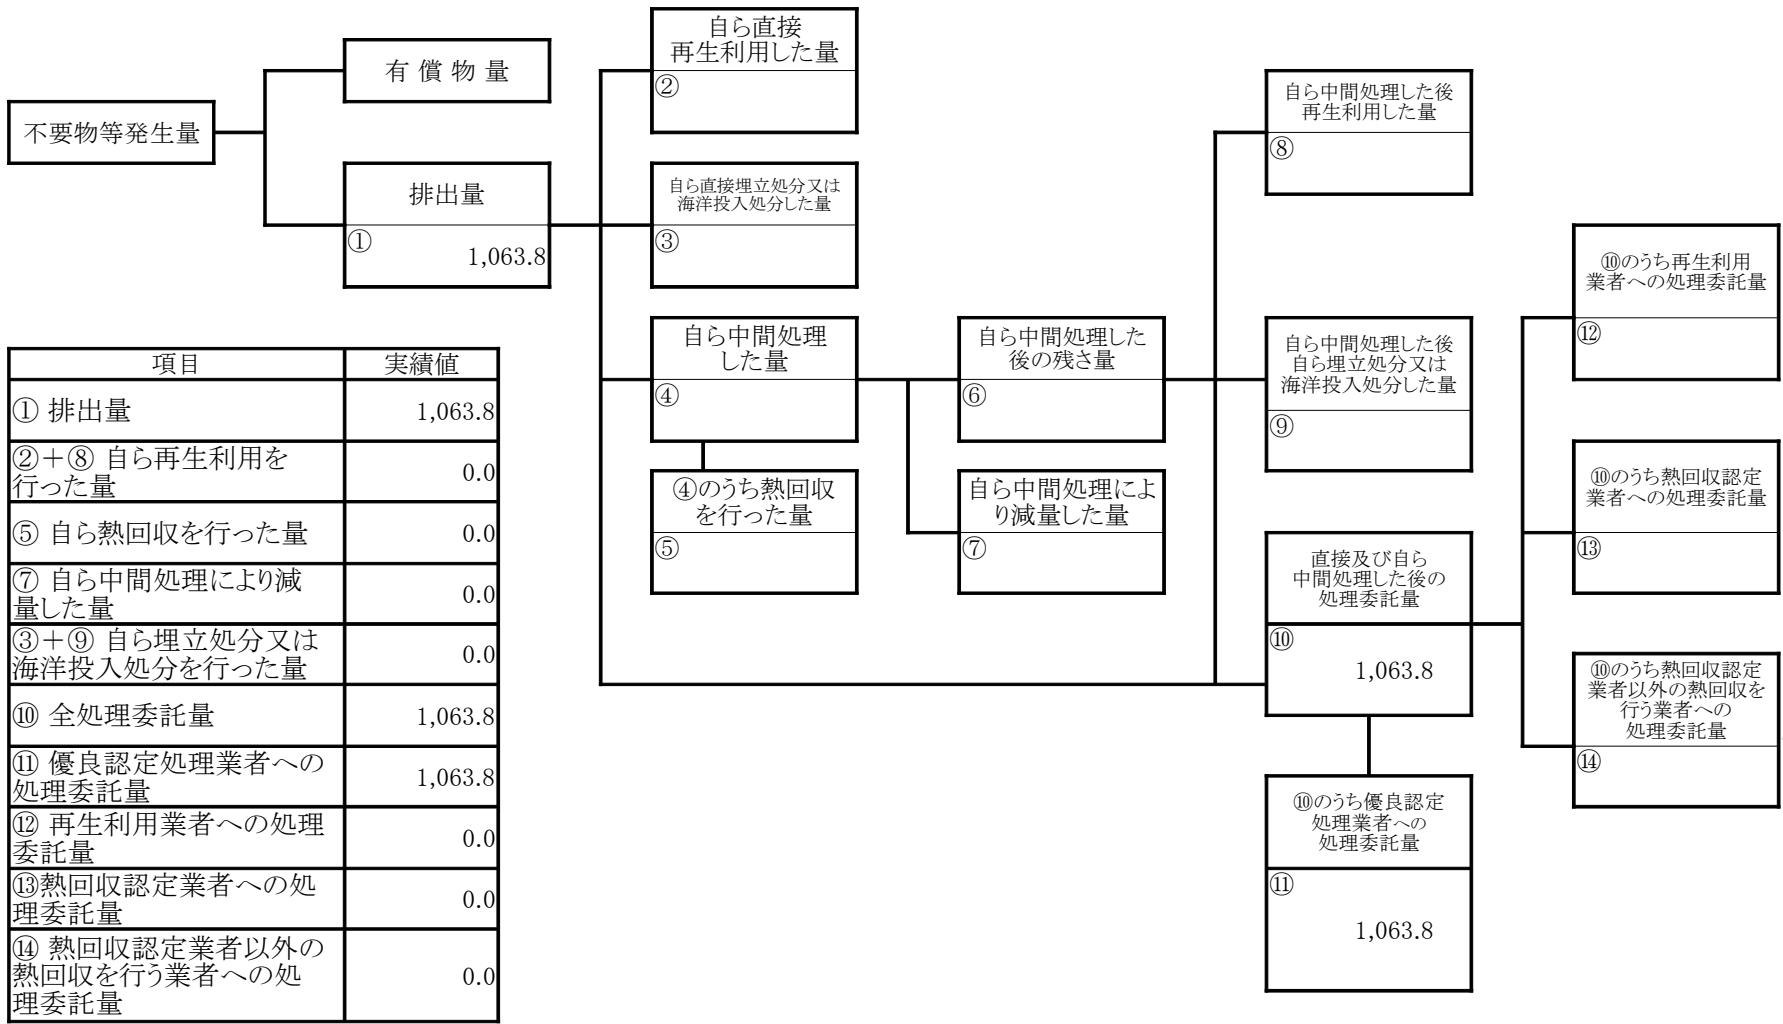 自ら直接
再生利用した量
②
有 償 物 量
不要物等発生量
排出量
①
1,063.8
自ら直接埋立処分又は
海洋投入処分した量
③
自ら中間処理した後
再生利用した量
⑧
自ら中間処理
した量
④
自ら中間処理した
後の残さ量
⑥
自ら中間処理した後
自ら埋立処分又は
海洋投入処分した量
⑨
④のうち熱回収
を行った量
⑤
自ら中間処理によ
り減量した量
⑦
直接及び自ら
中間処理した後の
処理委託量
⑩
1,063.8
⑩のうち優良認定
処理業者への
処理委託量
⑪
1,063.8
⑩のうち再生利用
業者への処理委託量
⑫
⑩のうち熱回収認定
業者への処理委託量
⑬
⑩のうち熱回収認定
業者以外の熱回収を
行う業者への
処理委託量
⑭
項目 実績値
① 排出量 1,063.8
②＋⑧ 自ら再生利用を
行った量 0.0
⑤ 自ら熱回収を行った量 0.0
⑦ 自ら中間処理により減
量した量 0.0
③＋⑨ 自ら埋立処分又は
海洋投入処分を行った量 0.0
⑩ 全処理委託量 1,063.8
⑪ 優良認定処理業者への
処理委託量 1,063.8
⑫ 再生利用業者への処理
委託量 0.0
⑬熱回収認定業者への処
理委託量 0.0
⑭ 熱回収認定業者以外の
熱回収を行う業者への処
理委託量 0.0